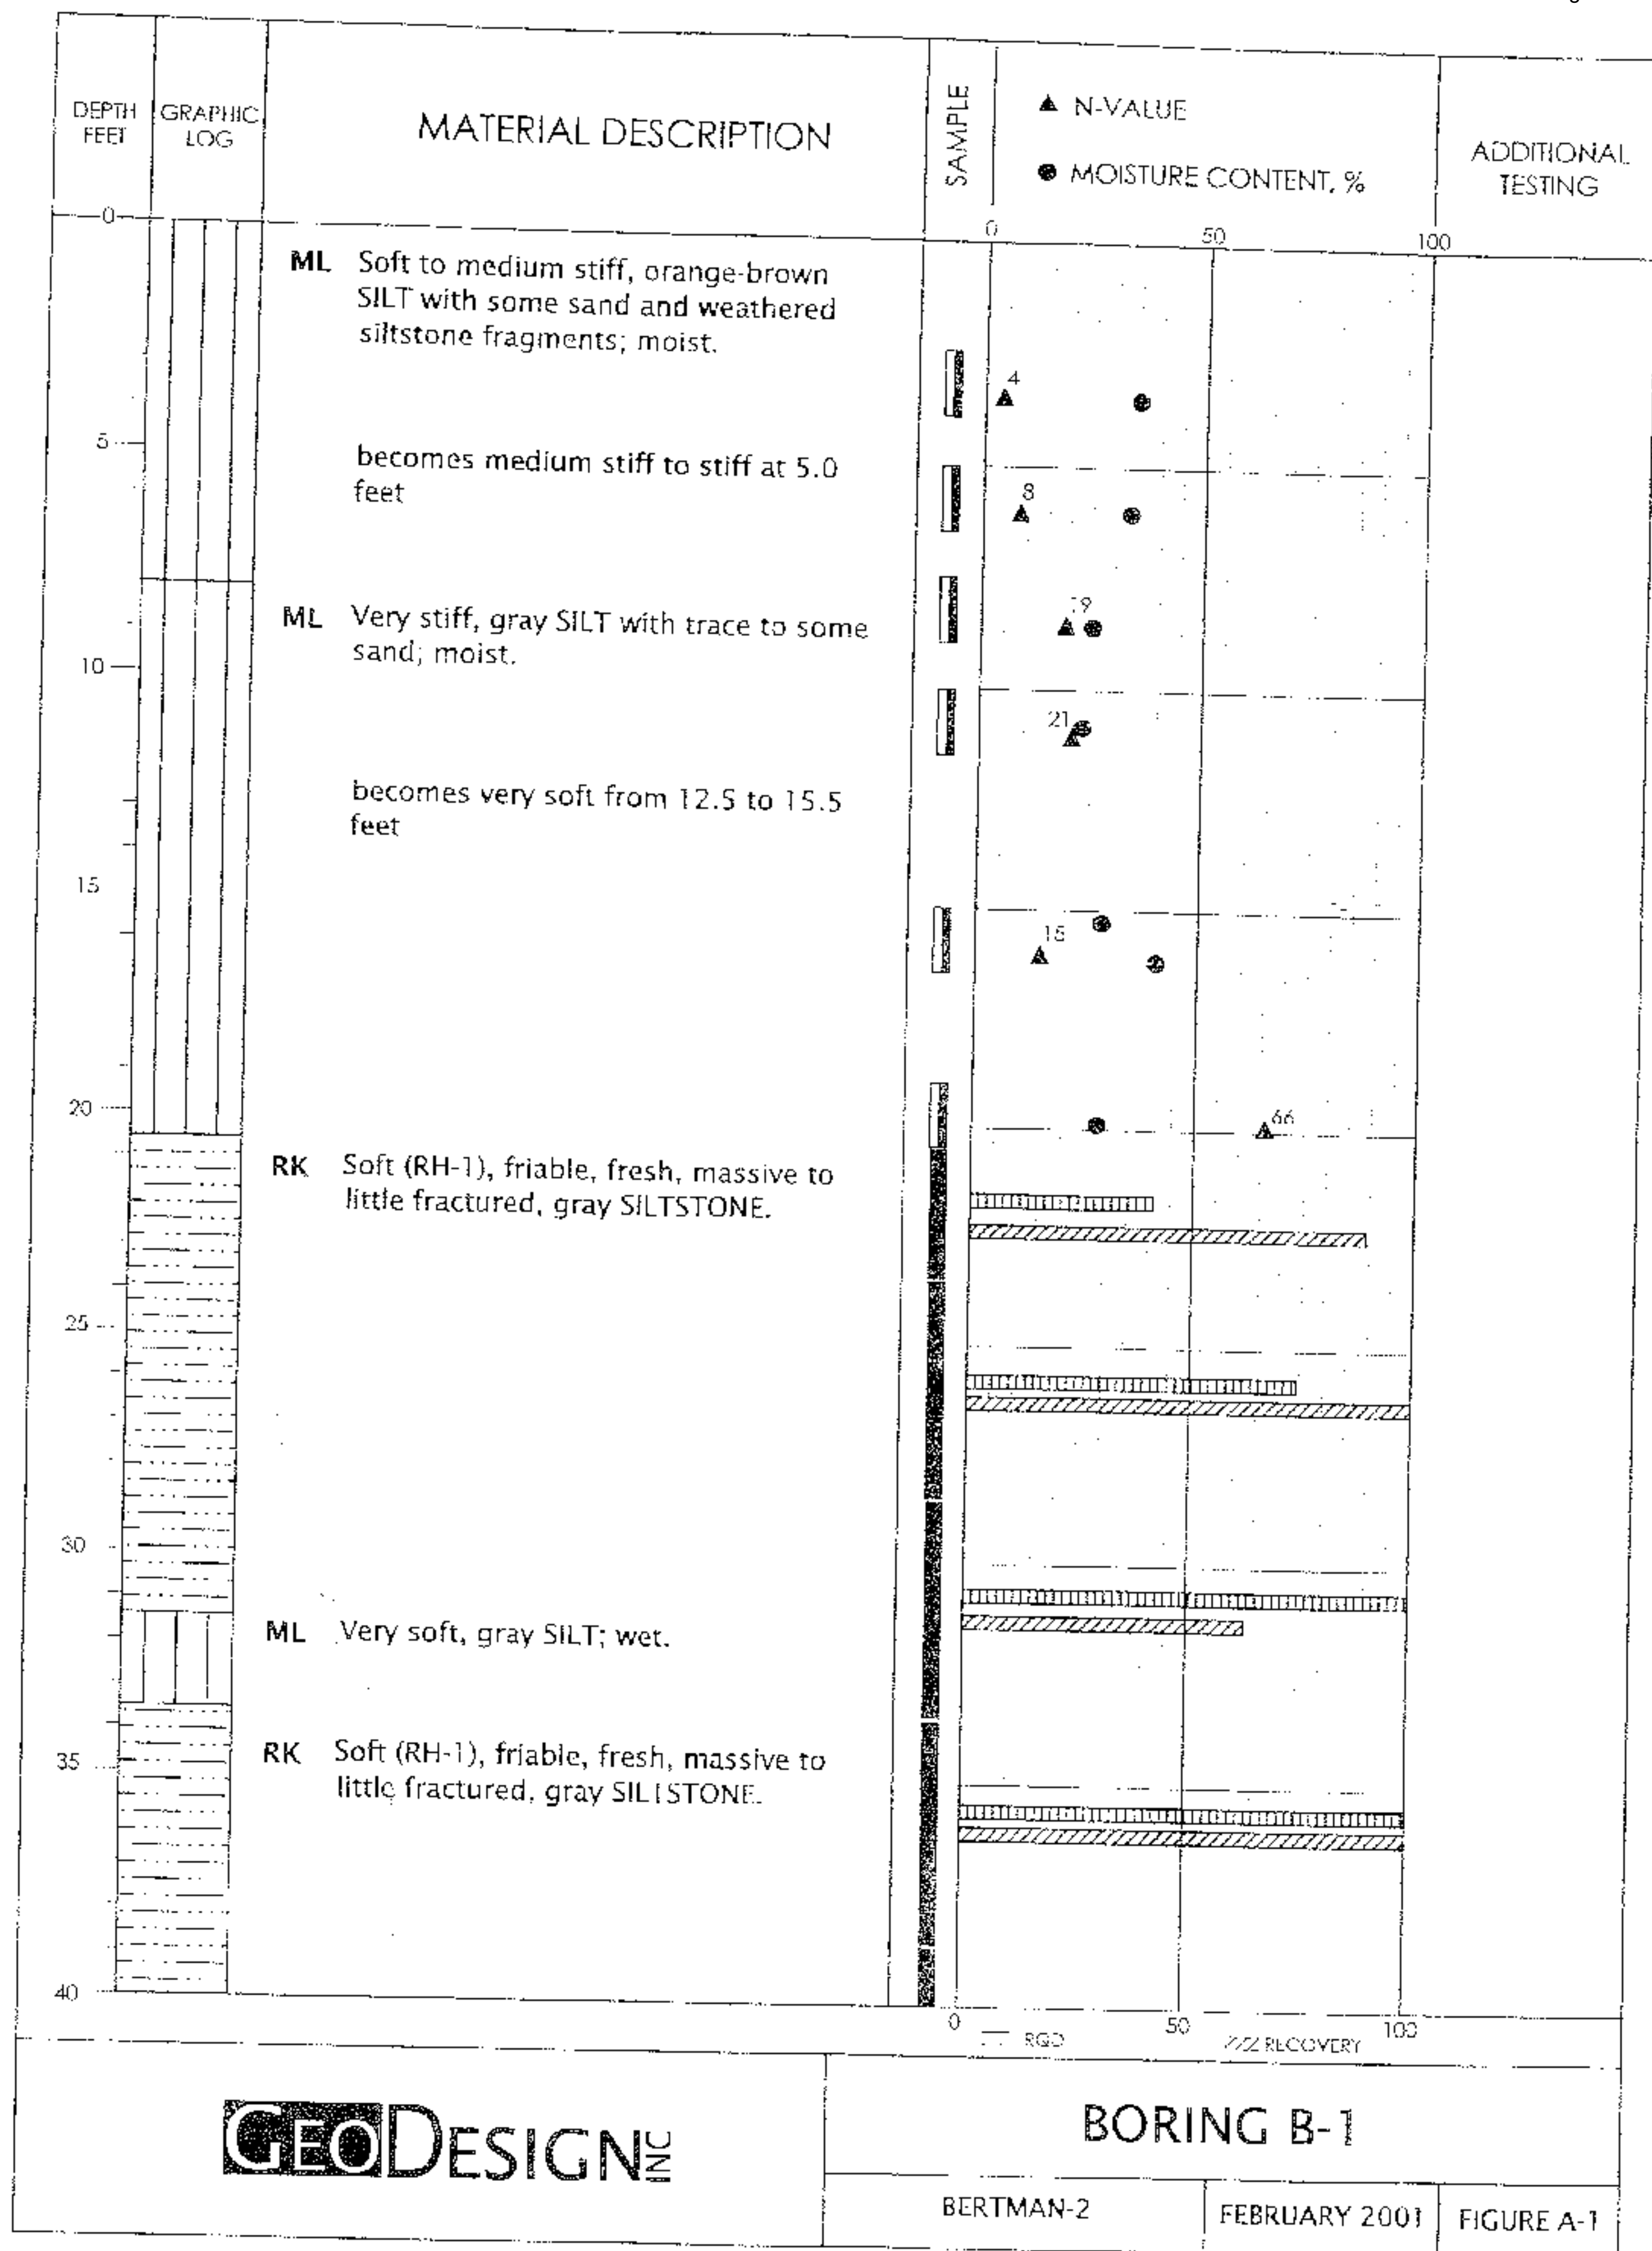 DEPTH
FEET
GRAPHIC
LOG
MATERIAL DESCRIPTION
SAMPLE
▲ N-VALUE
● MOISTURE CONTENT, %
ADDITIONAL
TESTING
0
0
50
100
ML Soft to medium stiff, orange-brown
SILT with some sand and weathered
siltstone fragments; moist.
4
5
becomes medium stiff to stiff at 5.0
feet
8
ML Very stiff, gray SILT with trace to some
sand; moist.
19
10
21
becomes very soft from 12.5 to 15.5
feet
15
20
66
RK Soft (RH-1), friable, fresh, massive to
little fractured, gray SILTSTONE.
25
30
ML Very soft, gray SILT; wet.
35
RK Soft (RH-1), friable, fresh, massive to
little fractured, gray SILTSTONE.
40
0
50
100
RQD
RECOVERY
GEODESIGN INC
BORING B-1
BERTMAN-2
FEBRUARY 2001
FIGURE A-1